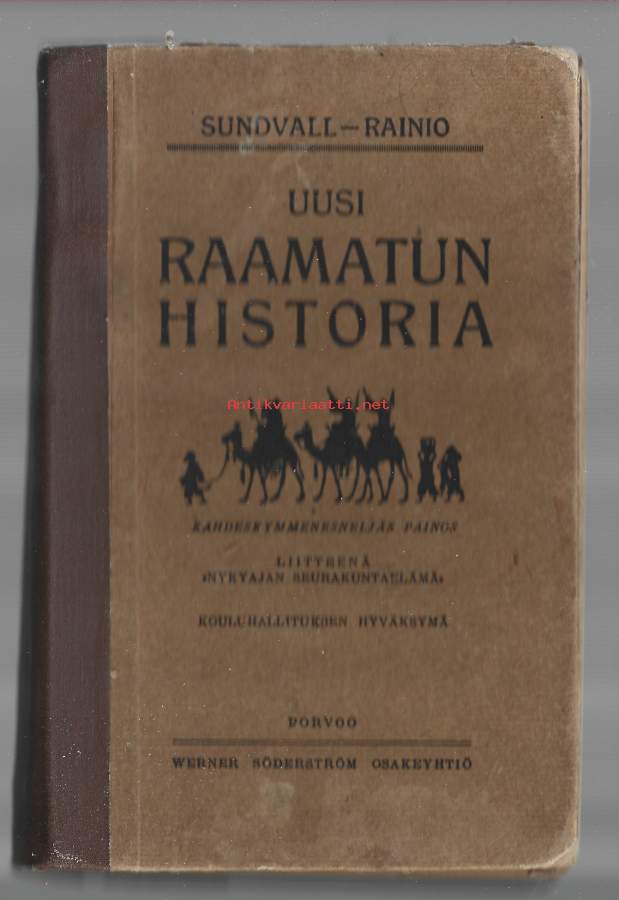 SUNDVALL — RAINIO
UUSI
RAAMATUN
HISTORIA
Antikvariaatti.net
KAHDESKYMMENESNELJÄS PAINOS
LIITTEENÄ
»NYKYAJAN SEURAKUNTAELÄMÄ»
KOULUHALLITUKSEN HYVÄKSYMÄ
PORVOO
WERNER SÖDERSTRÖM OSAKEYHTIÖ